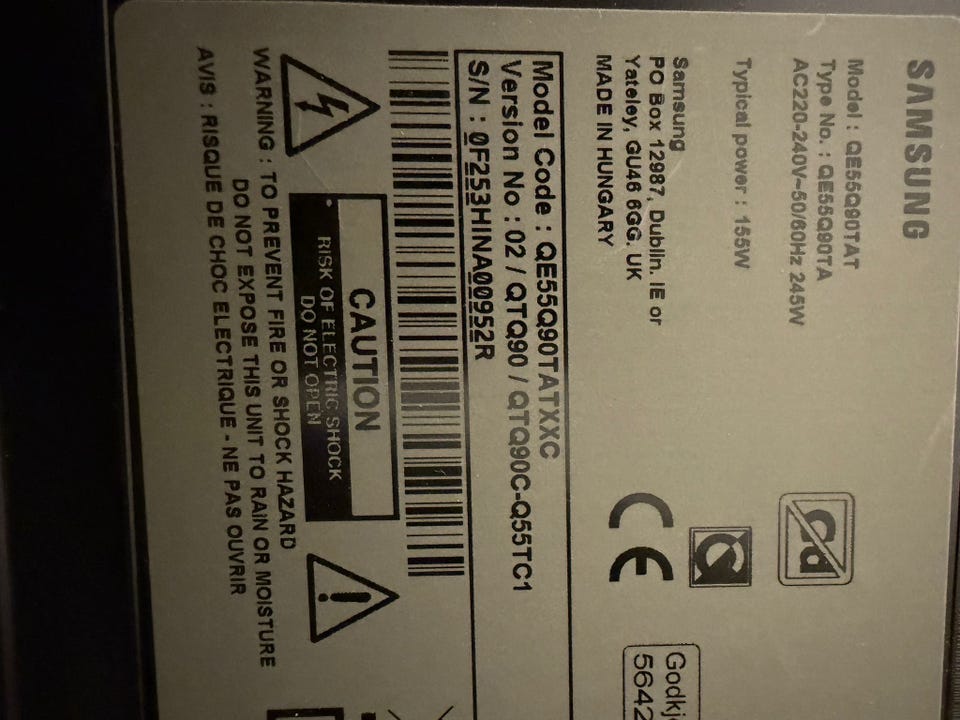 SAMSUNG
Model : QE55Q90TAT
Type No. : QE55Q90TA
AC220-240V~50/60Hz 245W
Typical power : 155W
Samsung
PO Box 12987, Dublin. IE or
Yateley, GU46 6GG. UK
MADE IN HUNGARY
Godkj
5642
Model Code : QE55Q90TATXXC
Version No : 02 / QTQ90 / QTQ90C-Q55TC1
S/N : 0F253HINA00952R
CAUTION
RISK OF ELECTRIC SHOCK
DO NOT OPEN
WARNING : TO PREVENT FIRE OR SHOCK HAZARD
DO NOT EXPOSE THIS UNIT TO RAIN OR MOISTURE
AVIS : RISQUE DE CHOC ELECTRIQUE - NE PAS OUVRIR